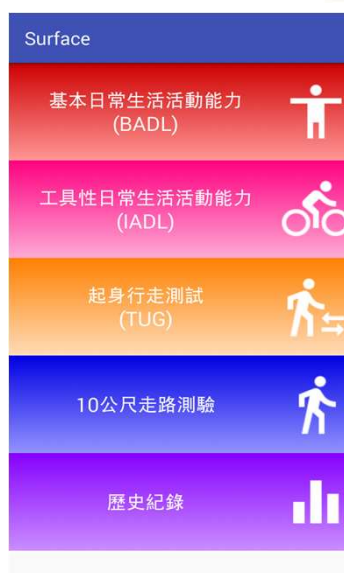 Surface
基本日常生活活動能力
(BADL)
工具性日常生活活動能力
(IADL)
起身行走測試
(TUG)
10公尺走路測驗
歷史紀錄